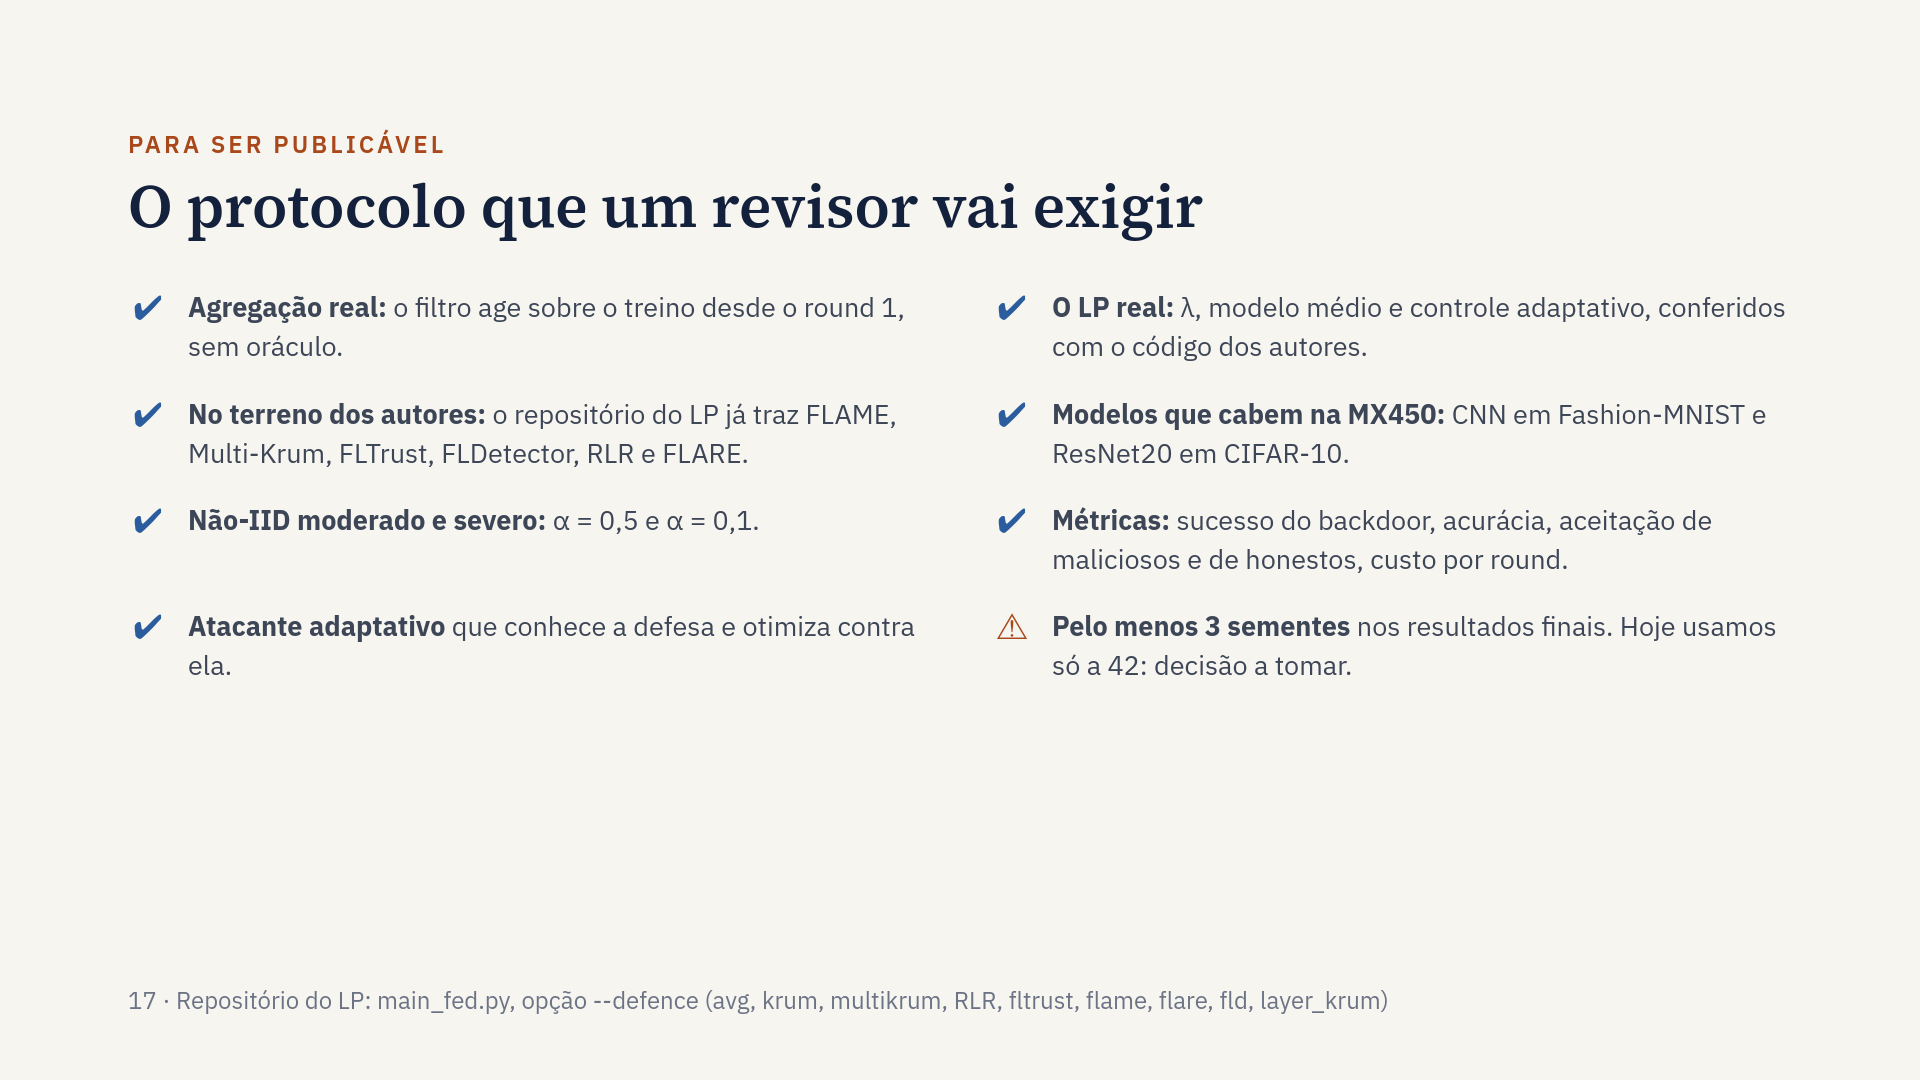 PARA SER PUBLICÁVEL
O protocolo que um revisor vai exigir
✔ Agregação real: o filtro age sobre o treino desde o round 1,
sem oráculo.
✔ No terreno dos autores: o repositório do LP já traz FLAME,
Multi-Krum, FLTrust, FLDetector, RLR e FLARE.
✔ Não-IID moderado e severo: α = 0,5 e α = 0,1.
✔ Atacante adaptativo que conhece a defesa e otimiza contra
ela.
✔ O LP real: λ, modelo médio e controle adaptativo, conferidos
com o código dos autores.
✔ Modelos que cabem na MX450: CNN em Fashion-MNIST e
ResNet20 em CIFAR-10.
✔ Métricas: sucesso do backdoor, acurácia, aceitação de
maliciosos e de honestos, custo por round.
⚠ Pelo menos 3 sementes nos resultados finais. Hoje usamos
só a 42: decisão a tomar.
17 · Repositório do LP: main_fed.py, opção --defence (avg, krum, multikrum, RLR, fltrust, flame, flare, fld, layer_krum)